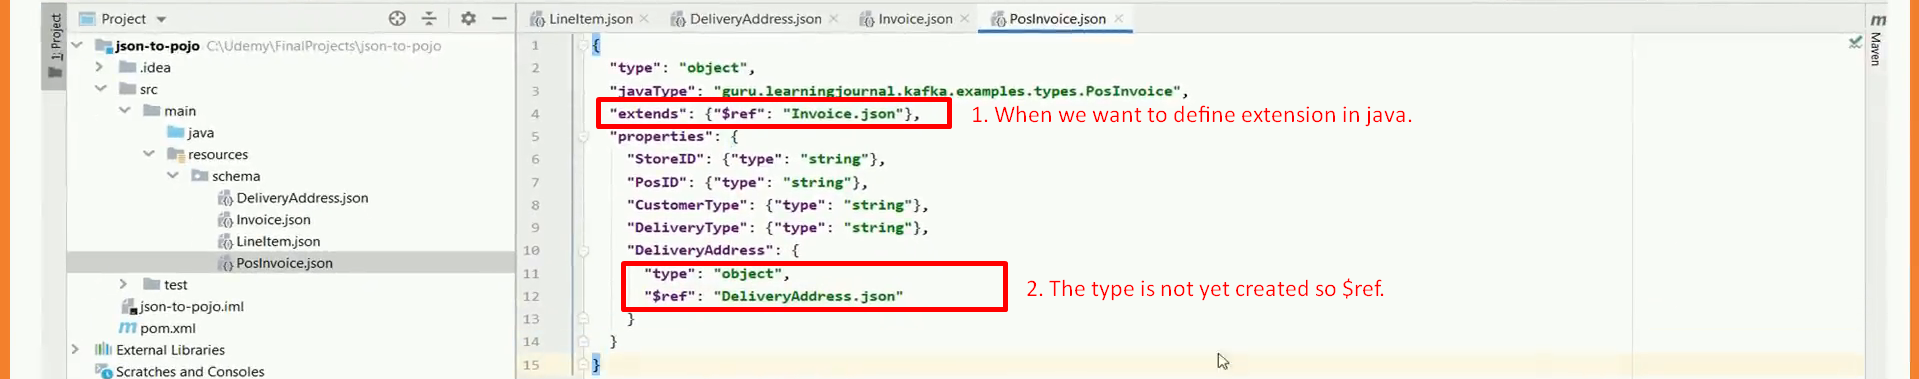 1: Project
Project
json-to-pojo C:\Udemy\FinalProjects\json-to-pojo
.idea
src
main
java
resources
schema
DeliveryAddress.json
Invoice.json
LineItem.json
PosInvoice.json
test
json-to-pojo.iml
pom.xml
External Libraries
Scratches and Consoles
LineItem.json DeliveryAddress.json Invoice.json PosInvoice.json
1 {
2 "type": "object",
3 "javaType": "guru.learningjournal.kafka.examples.types.PosInvoice",
4 "extends": {"$ref": "Invoice.json"},
1. When we want to define extension in java.
5 "properties": {
6 "StoreID": {"type": "string"},
7 "PosID": {"type": "string"},
8 "CustomerType": {"type": "string"},
9 "DeliveryType": {"type": "string"},
10 "DeliveryAddress": {
11 "type": "object",
12 "$ref": "DeliveryAddress.json"
2. The type is not yet created so $ref.
13 }
14 }
15 }
m Maven